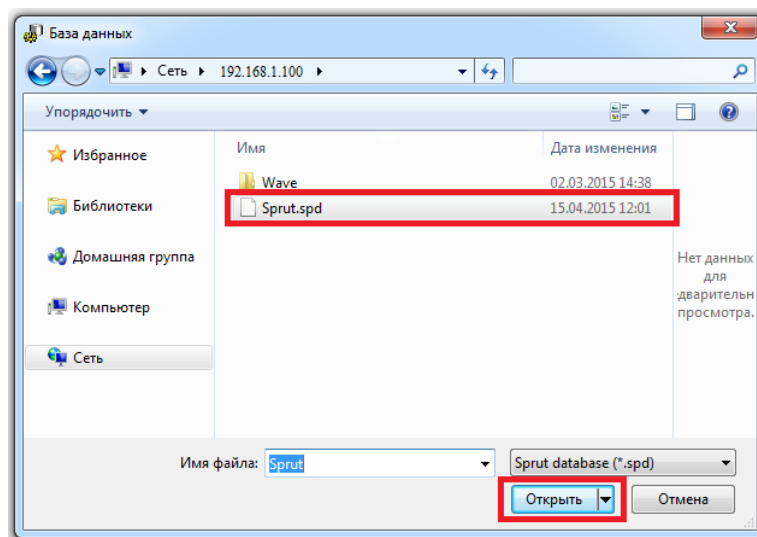 База данных
Сеть
192.168.1.100
Упорядочить
Имя
Дата изменения
Избранное
Библиотеки
Домашняя группа
Компьютер
Сеть
Wave
02.03.2015 14:38
Sprut.spd
15.04.2015 12:01
Нет данных
для
просмотра.
Имя файла:
Sprut
Sprut database (*.spd)
Открыть
Отмена